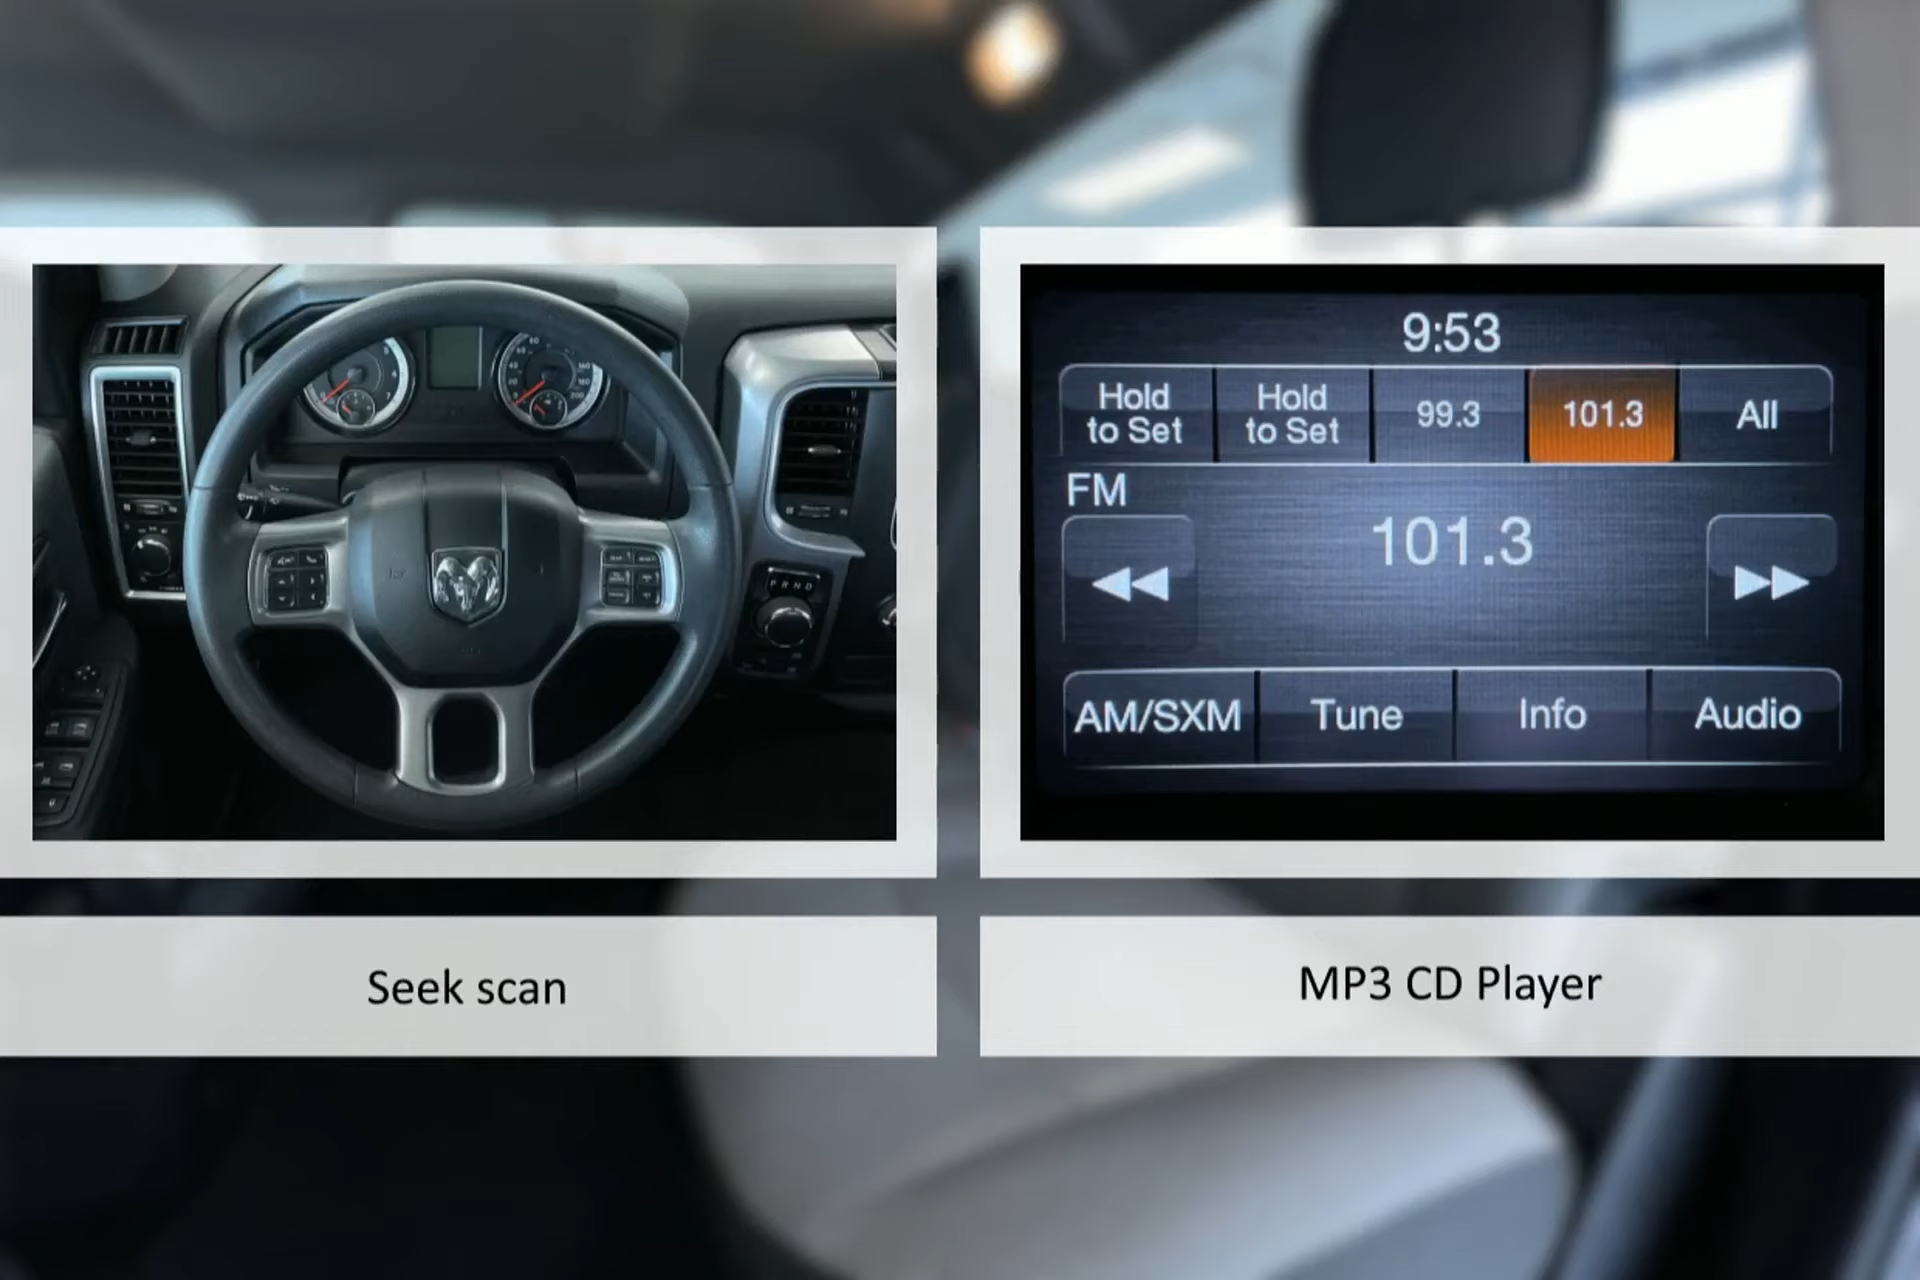 9:53
Hold to Set
Hold to Set
99.3
101.3
All
FM
101.3
AM/SXM
Tune
Info
Audio
P R N D
Seek scan
MP3 CD Player